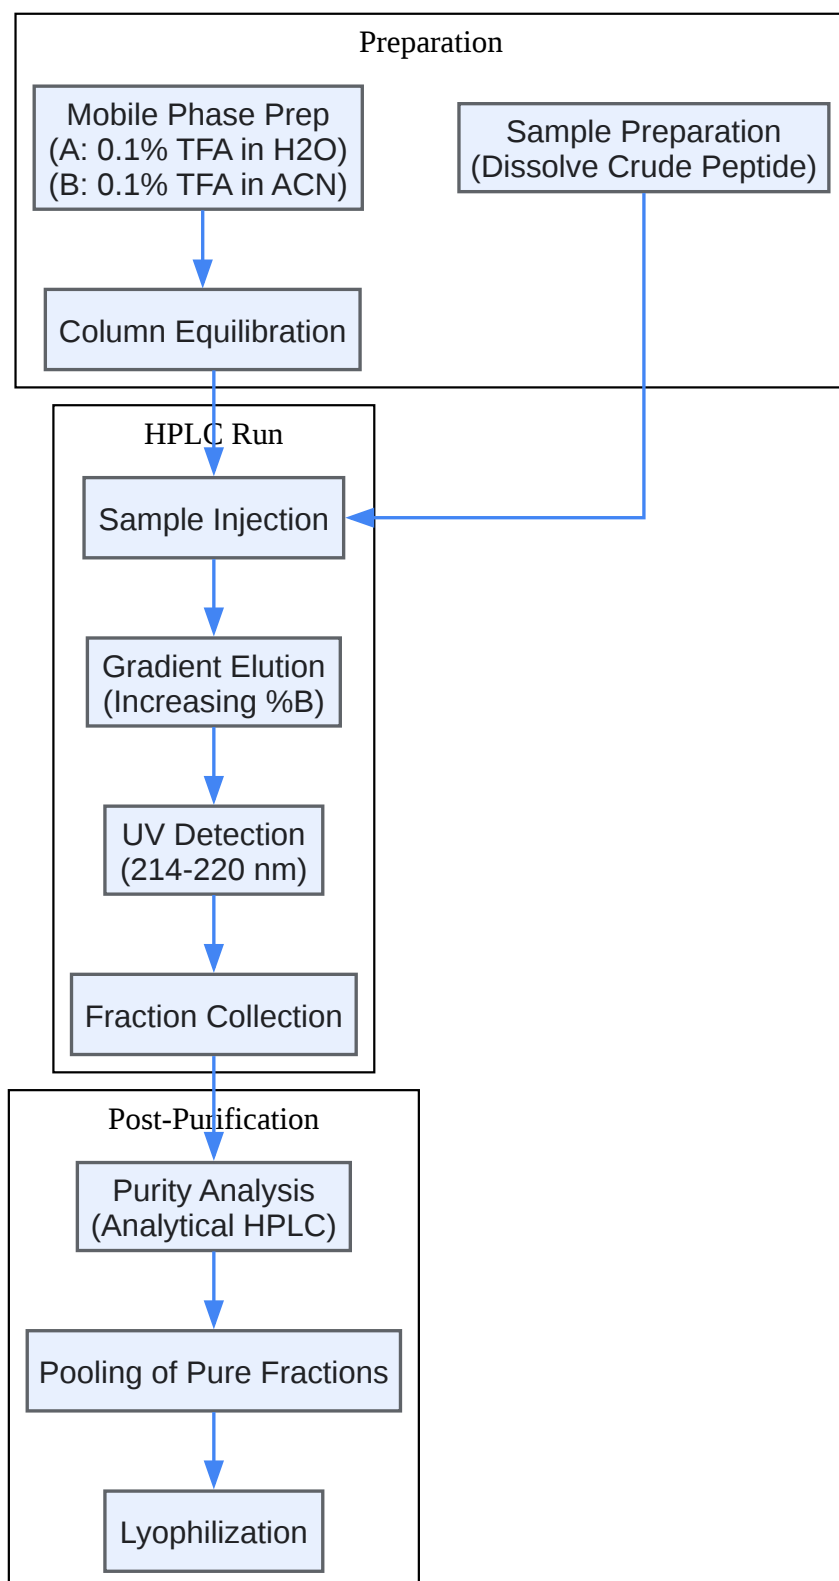 Preparation
Mobile Phase Prep
(A: 0.1% TFA in H2O)
(B: 0.1% TFA in ACN)
Sample Preparation
(Dissolve Crude Peptide)
Column Equilibration
HPLC Run
Sample Injection
Gradient Elution
(Increasing %B)
UV Detection
(214-220 nm)
Fraction Collection
Post-Purification
Purity Analysis
(Analytical HPLC)
Pooling of Pure Fractions
Lyophilization